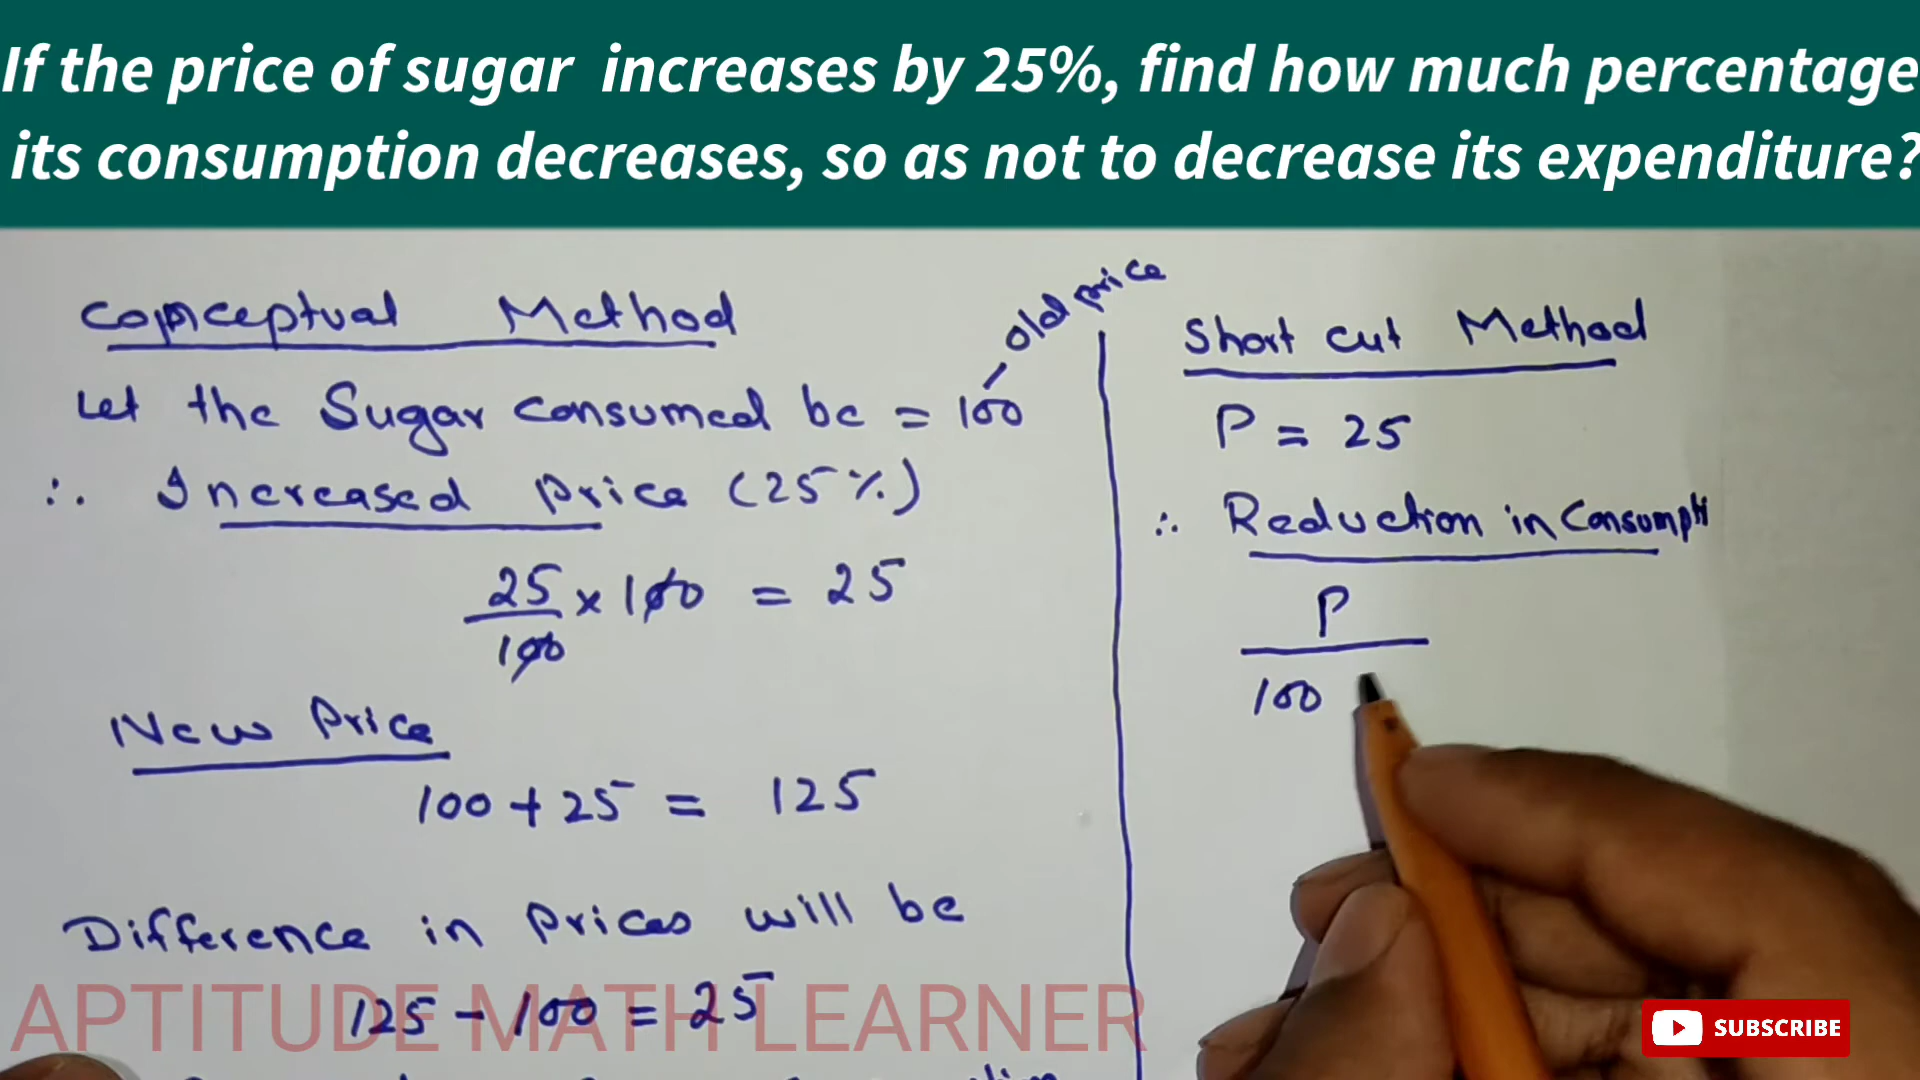 If the price of sugar increases by 25%, find how much percentage
its consumption decreases, so as not to decrease its expenditure?
Conceptual Method
old price
Let the Sugar consumed be = 100
∴ Increased price (25%)
25/100 × 100 = 25
New Price
100 + 25 = 125
Difference in Prices will be
125 - 100 = 25
Short cut Method
P = 25
∴ Reduction in Consumpti
P
100
APTITUDE MATH LEARNER
SUBSCRIBE